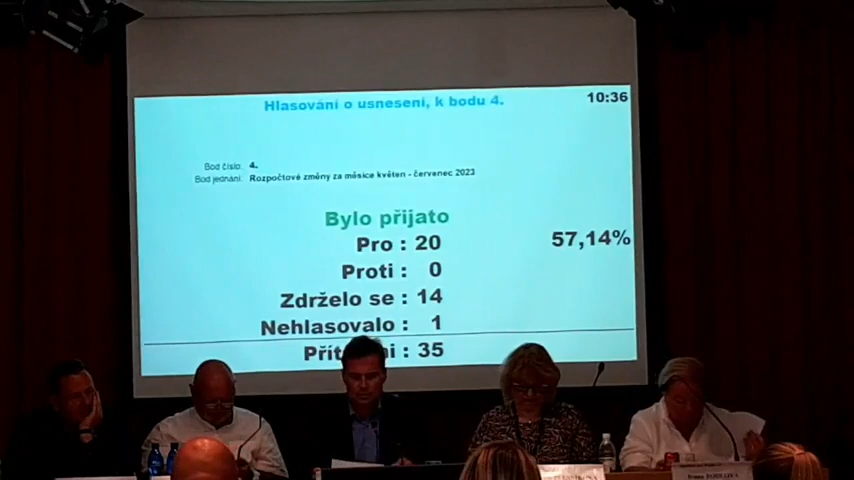 Hlasování o usnesení, k bodu 4.
10:36
Bod číslo: 4.
Bod jednání: Rozpočtové změny za měsíce květen - červenec 2023
Bylo přijato
Pro : 20
57,14%
Proti : 0
Zdrželo se : 14
Nehlasovalo : 1
: 35